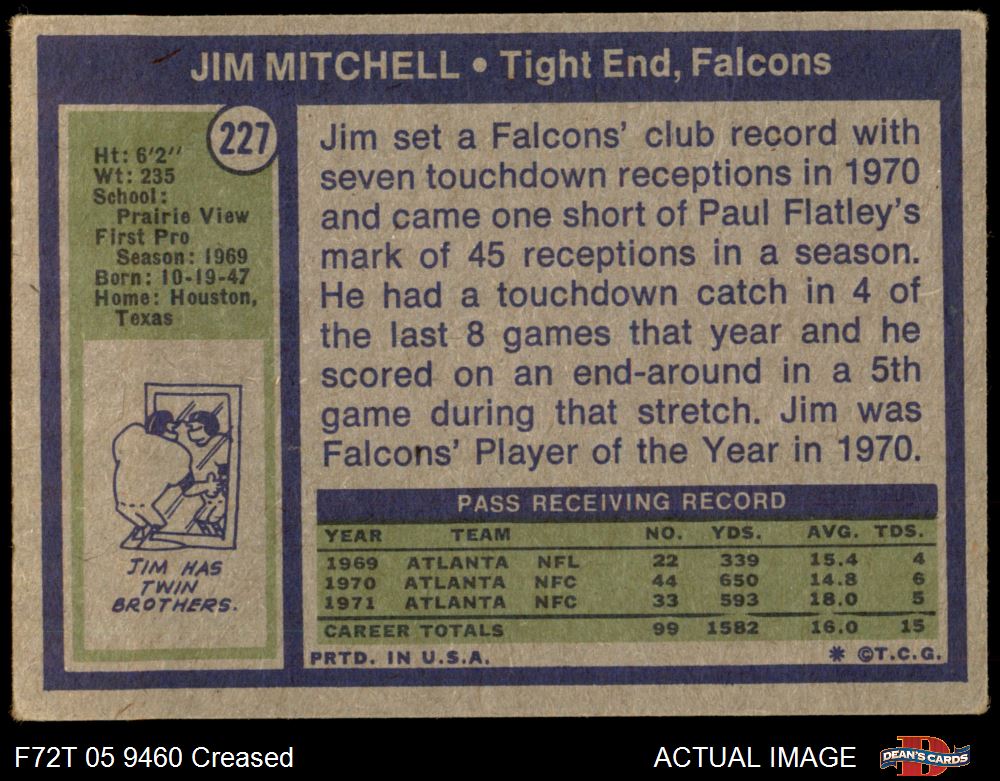 JIM MITCHELL • Tight End, Falcons
227
Ht: 6'2''
Wt: 235
School:
Prairie View
First Pro
Season: 1969
Born: 10-19-47
Home: Houston,
Texas
JIM HAS
TWIN
BROTHERS.
Jim set a Falcons' club record with
seven touchdown receptions in 1970
and came one short of Paul Flatley's
mark of 45 receptions in a season.
He had a touchdown catch in 4 of
the last 8 games that year and he
scored on an end-around in a 5th
game during that stretch. Jim was
Falcons' Player of the Year in 1970.
PASS RECEIVING RECORD
YEAR TEAM NO. YDS. AVG. TDS.
1969 ATLANTA NFL 22 339 15.4 4
1970 ATLANTA NFC 44 650 14.8 6
1971 ATLANTA NFC 33 593 18.0 5
CAREER TOTALS 99 1582 16.0 15
PRTD. IN U.S.A. * ©T.C.G.
F72T 05 9460 Creased ACTUAL IMAGE DEAN'S CARDS